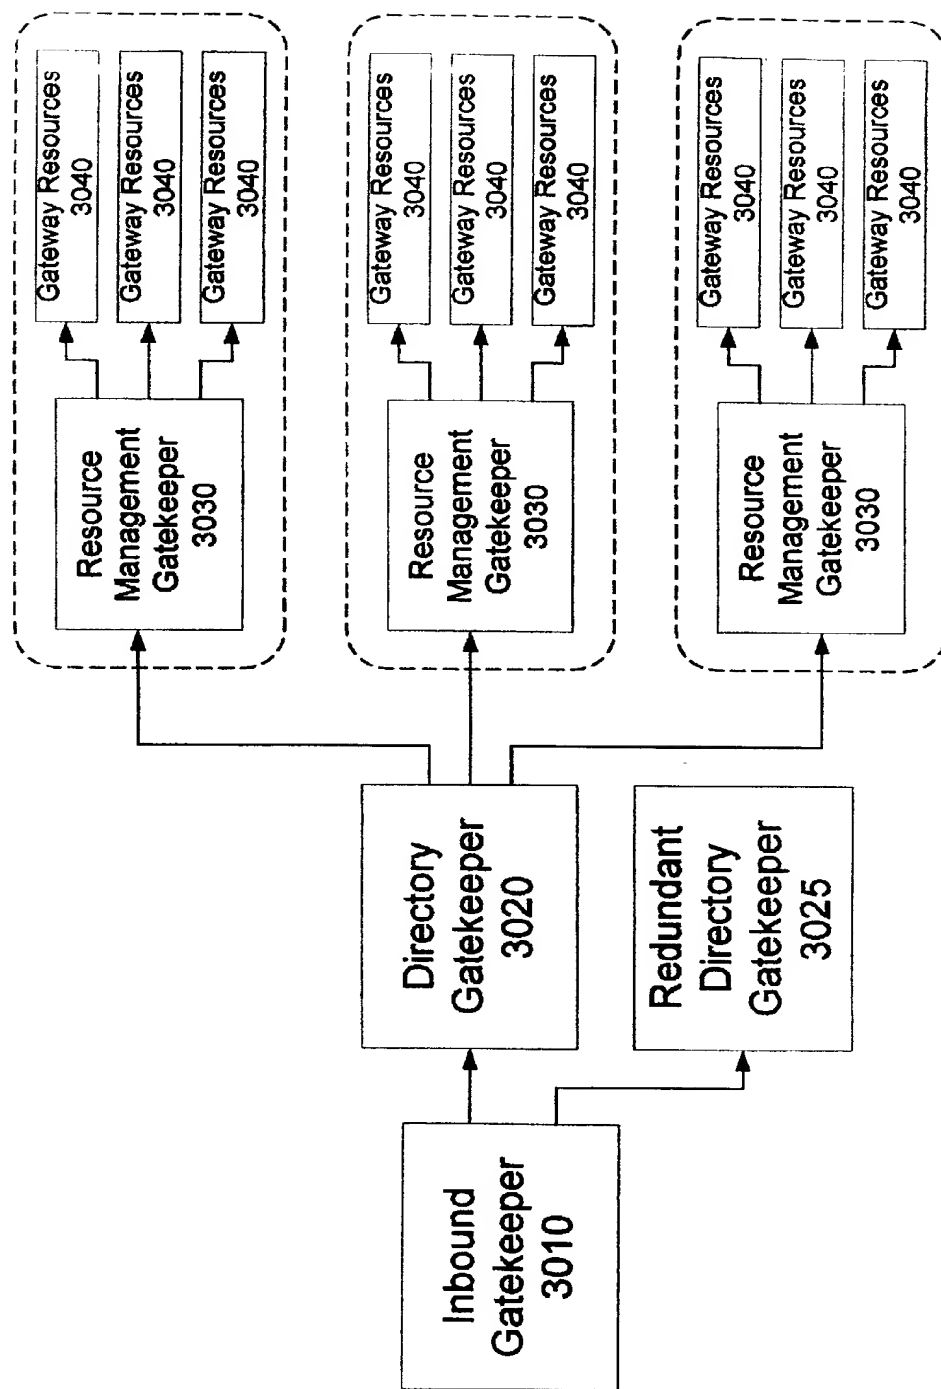 Inbound
Gatekeeper
3010
Directory
Gatekeeper
3020
Redundant
Directory
Gatekeeper
3025
Resource
Management
Gatekeeper
3030
Gateway Resources
3040
Gateway Resources
3040
Gateway Resources
3040
Resource
Management
Gatekeeper
3030
Gateway Resources
3040
Gateway Resources
3040
Gateway Resources
3040
Resource
Management
Gatekeeper
3030
Gateway Resources
3040
Gateway Resources
3040
Gateway Resources
3040